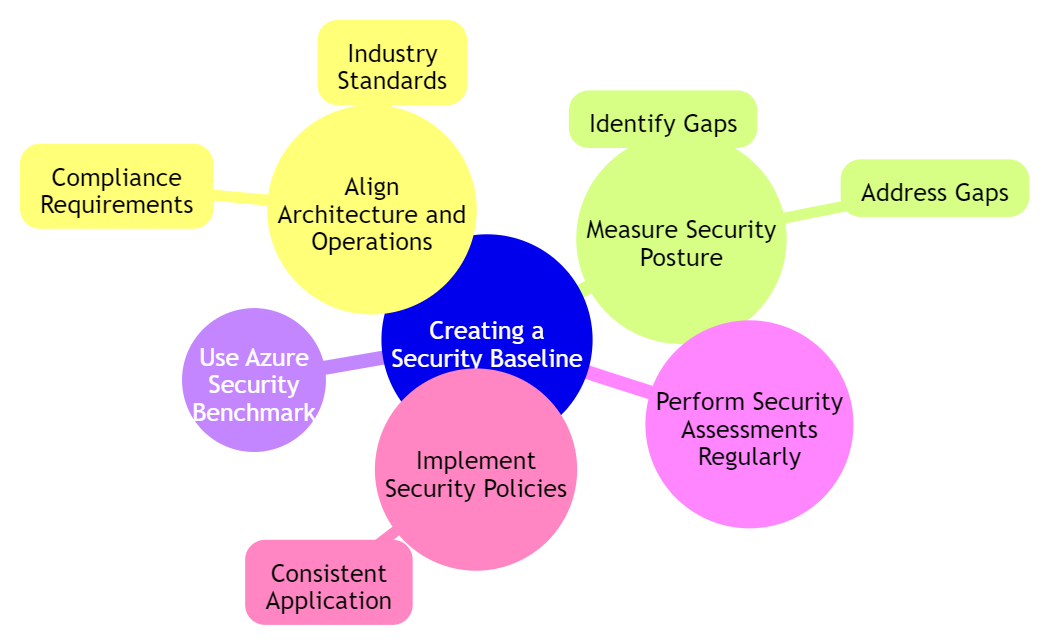 Industry
Standards
Compliance
Requirements
Align
Architecture and
Operations
Identify Gaps
Address Gaps
Measure Security
Posture
Creating a
Security Baseline
Use Azure
Security
Benchmark
Perform Security
Assessments
Regularly
Implement
Security Policies
Consistent
Application